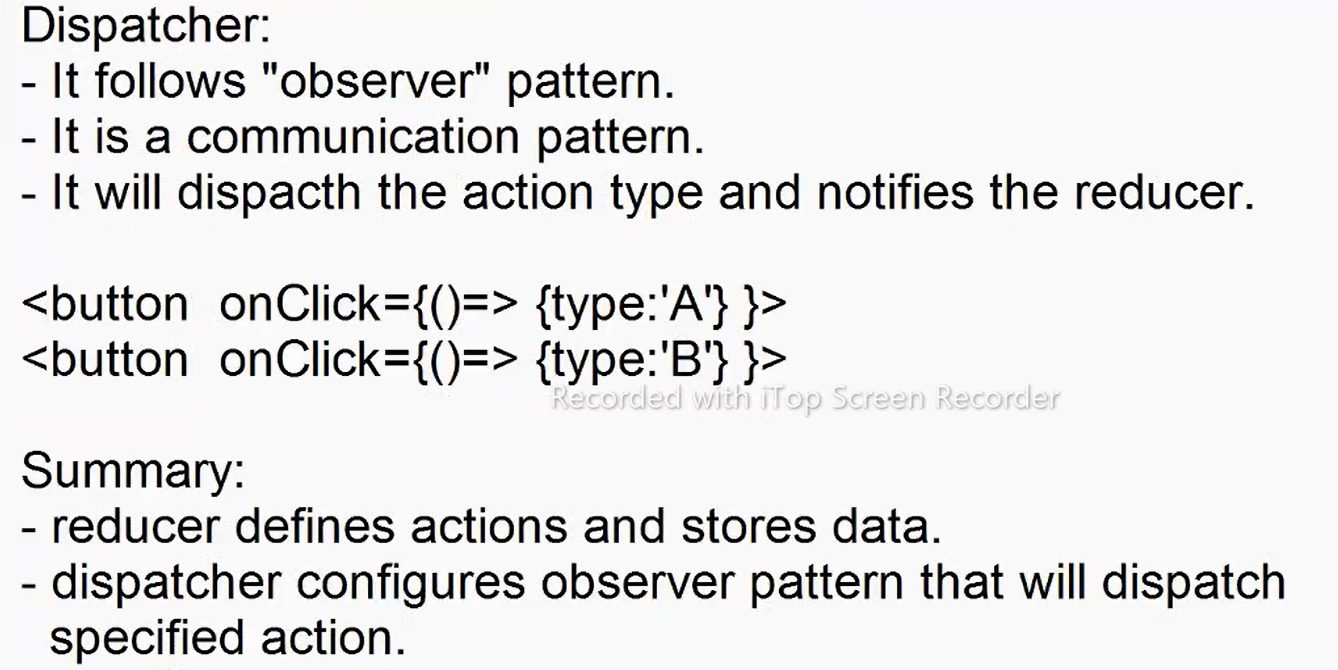 Dispatcher:
- It follows "observer" pattern.
- It is a communication pattern.
- It will dispacth the action type and notifies the reducer.
<button  onClick={()=> {type:'A'} }>
<button  onClick={()=> {type:'B'} }>
Recorded with iTop Screen Recorder
Summary:
- reducer defines actions and stores data.
- dispatcher configures observer pattern that will dispatch
specified action.